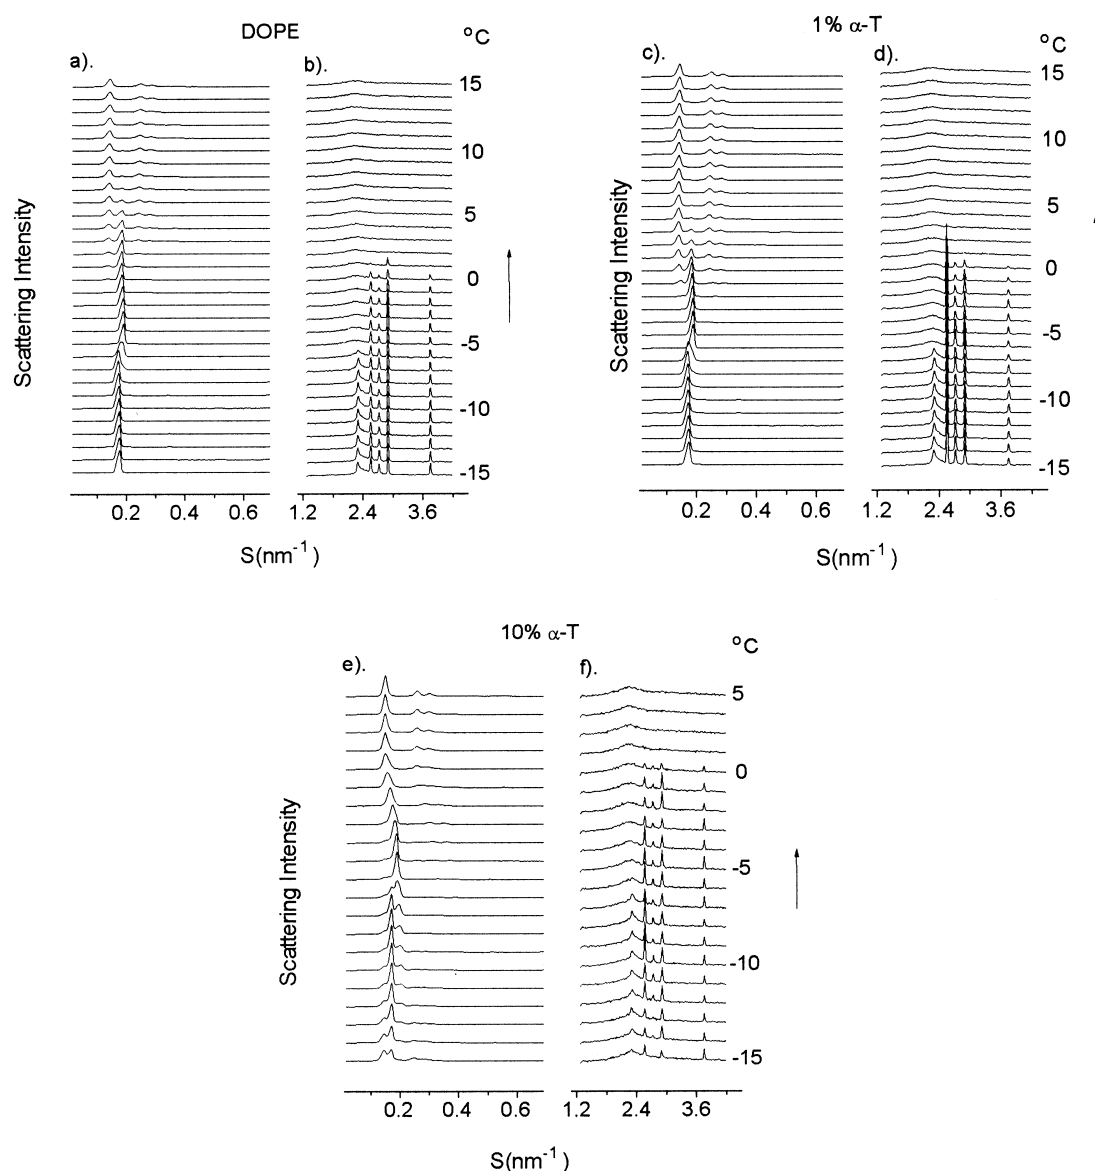 DOPE
°C
a).
b).
15
10
5
0
-5
-10
-15
Scattering Intensity
0.2 0.4 0.6
1.2 2.4 3.6
S(nm⁻¹)
1% α-T
°C
c).
d).
15
10
5
0
-5
-10
-15
Scattering Intensity
0.2 0.4 0.6
1.2 2.4 3.6
S(nm⁻¹)
10% α-T
°C
e).
f).
5
0
-5
-10
-15
Scattering Intensity
0.2 0.4 0.6
1.2 2.4 3.6
S(nm⁻¹)